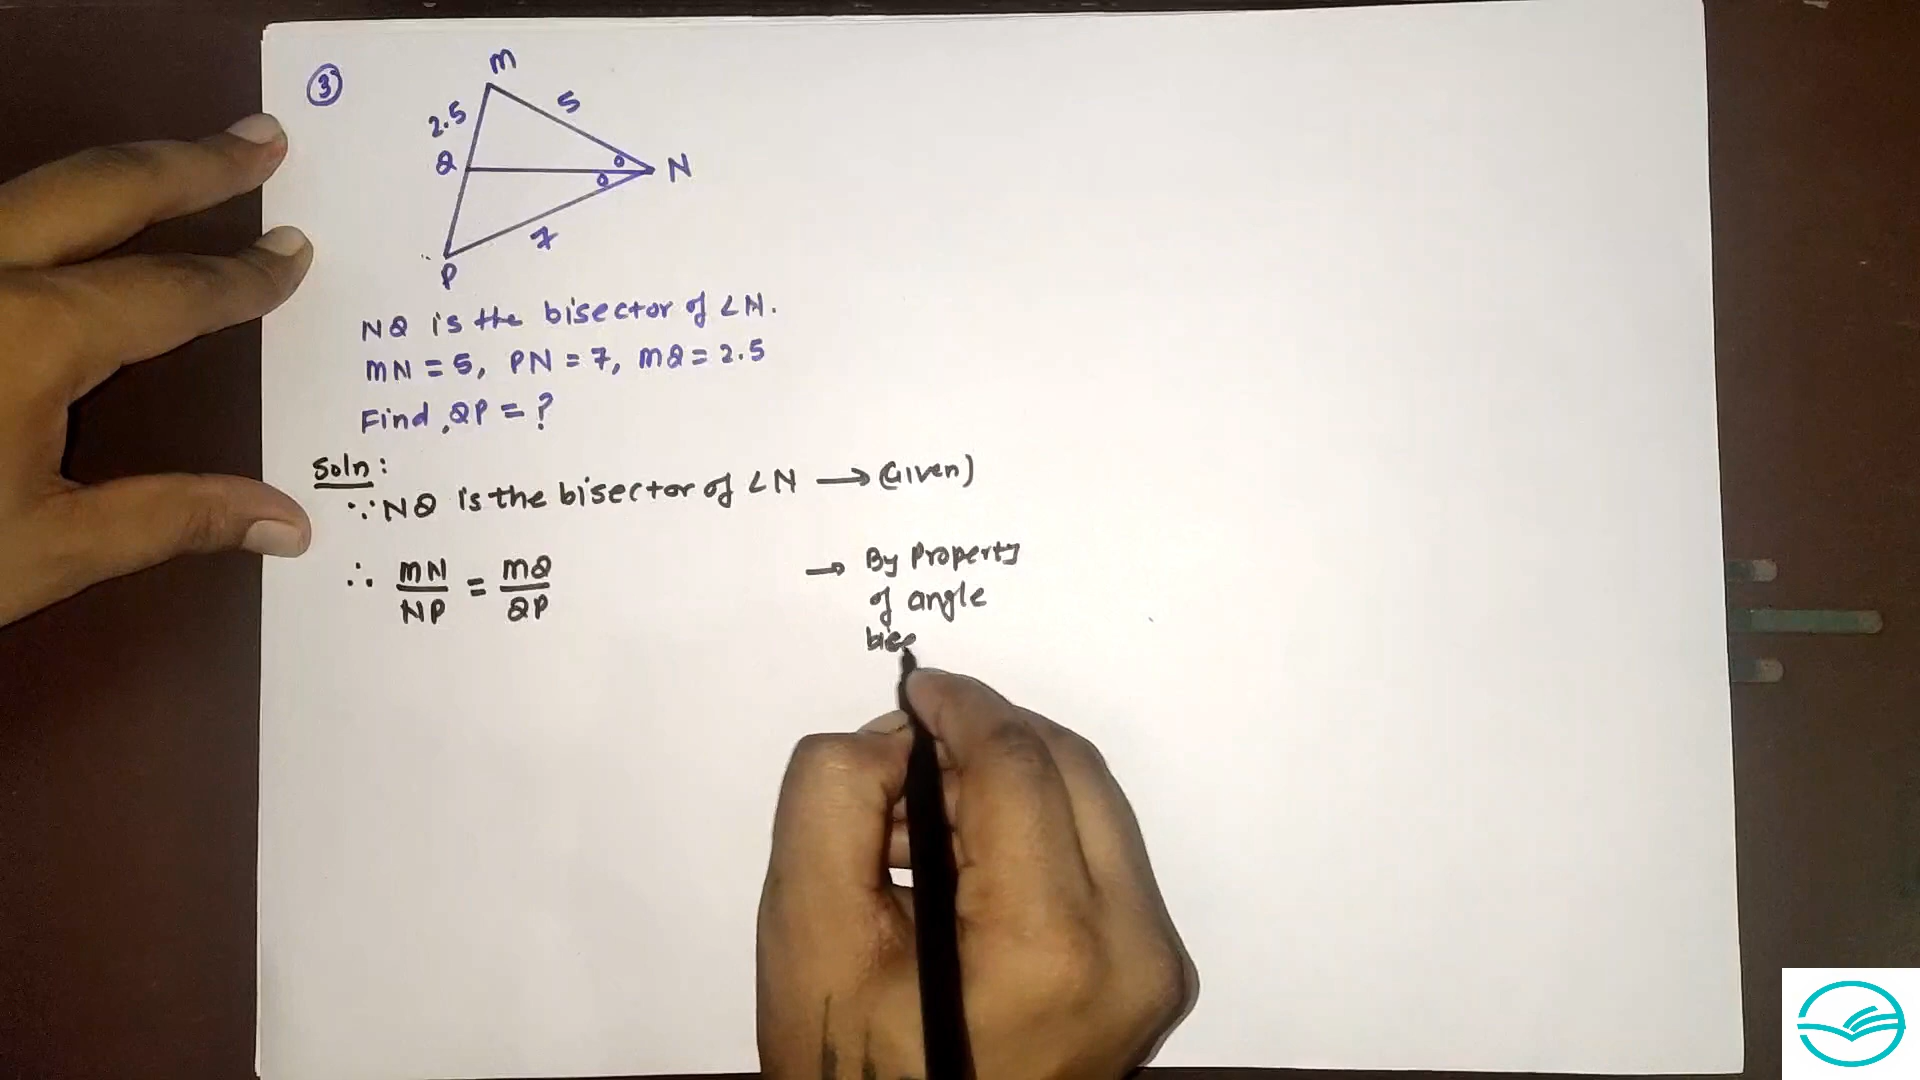 3
M
2.5
5
Q
N
7
P
NQ is the bisector of ∠N.
MN = 5, PN = 7, MQ = 2.5
Find, QP = ?
Soln:
∵ NQ is the bisector of ∠N → (Given)
∴ MN/NP = MQ/QP → By Property
of angle
bise